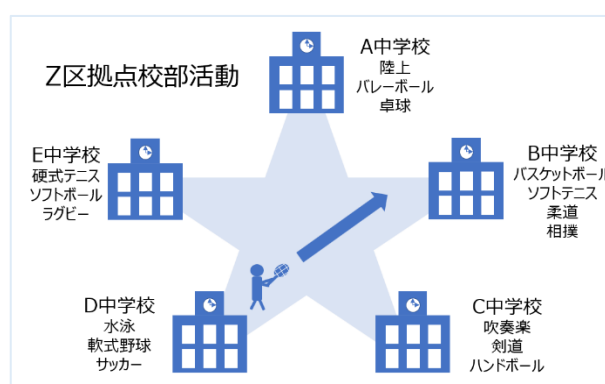 Z区拠点校部活動
A中学校
陸上
バレーボール
卓球
E中学校
硬式テニス
ソフトボール
ラグビー
B中学校
バスケットボール
ソフトテニス
柔道
相撲
D中学校
水泳
軟式野球
サッカー
C中学校
吹奏楽
剣道
ハンドボール